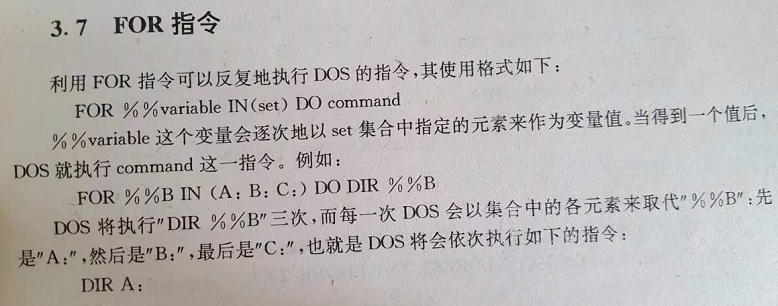 3.7 FOR 指令
利用 FOR 指令可以反复地执行 DOS 的指令,其使用格式如下:
FOR %%variable IN(set) DO command
%%variable 这个变量会逐次地以 set 集合中指定的元素来作为变量值。当得到一个值后,
DOS 就执行 command 这一指令。例如:
FOR %%B IN (A: B: C:) DO DIR %%B
DOS 将执行"DIR %%B"三次,而每一次 DOS 会以集合中的各元素来取代"%%B":先
是"A:",然后是"B:",最后是"C:",也就是 DOS 将会依次执行如下的指令:
DIR A: